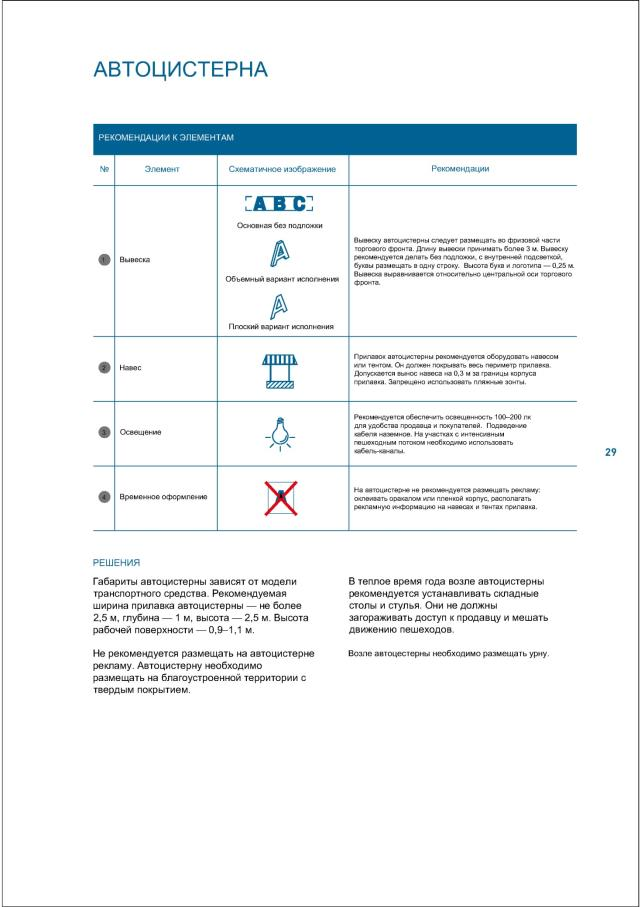 АВТОЦИСТЕРНА
РЕКОМЕНДАЦИИ К ЭЛЕМЕНТАМ
№ Элемент Схематичное изображение Рекомендации
1 Вывеска
А В С
Основная без подложки
А
Объемный вариант исполнения
А
Плоский вариант исполнения
Вывеску автоцистерны следует размещать во фризовой части
торгового фронта. Длину вывески принимать более 3 м. Вывеску
рекомендуется делать без подложки, с внутренней подсветкой,
буквы размещать в одну строку. Высота букв и логотипа — 0,25 м.
Вывеска выравнивается относительно центральной оси торгового
фронта.
2 Навес
Прилавок автоцистерны рекомендуется оборудовать навесом
или тентом. Он должен покрывать весь периметр прилавка.
Допускается вынос навеса на 0,3 м за границы корпуса
прилавка. Запрещено использовать пляжные зонты.
3 Освещение
Рекомендуется обеспечить освещенность 100–200 лк
для удобства продавца и покупателей. Подведение
кабеля наземное. На участках с интенсивным
пешеходным потоком необходимо использовать
кабель-каналы.
29
4 Временное оформление
А
На автоцистерне не рекомендуется размещать рекламу:
оклеивать оракалом или пленкой корпус, располагать
рекламную информацию на навесах и тентах прилавка.
РЕШЕНИЯ
Габариты автоцистерны зависят от модели
транспортного средства. Рекомендуемая
ширина прилавка автоцистерны — не более
2,5 м, глубина — 1 м, высота — 2,5 м. Высота
рабочей поверхности — 0,9–1,1 м.
Не рекомендуется размещать на автоцистерне
рекламу. Автоцистерну необходимо
размещать на благоустроенной территории с
твердым покрытием.
В теплое время года возле автоцистерны
рекомендуется устанавливать складные
столы и стулья. Они не должны
загораживать доступ к продавцу и мешать
движению пешеходов.
Возле автоцестерны необходимо размещать урну.